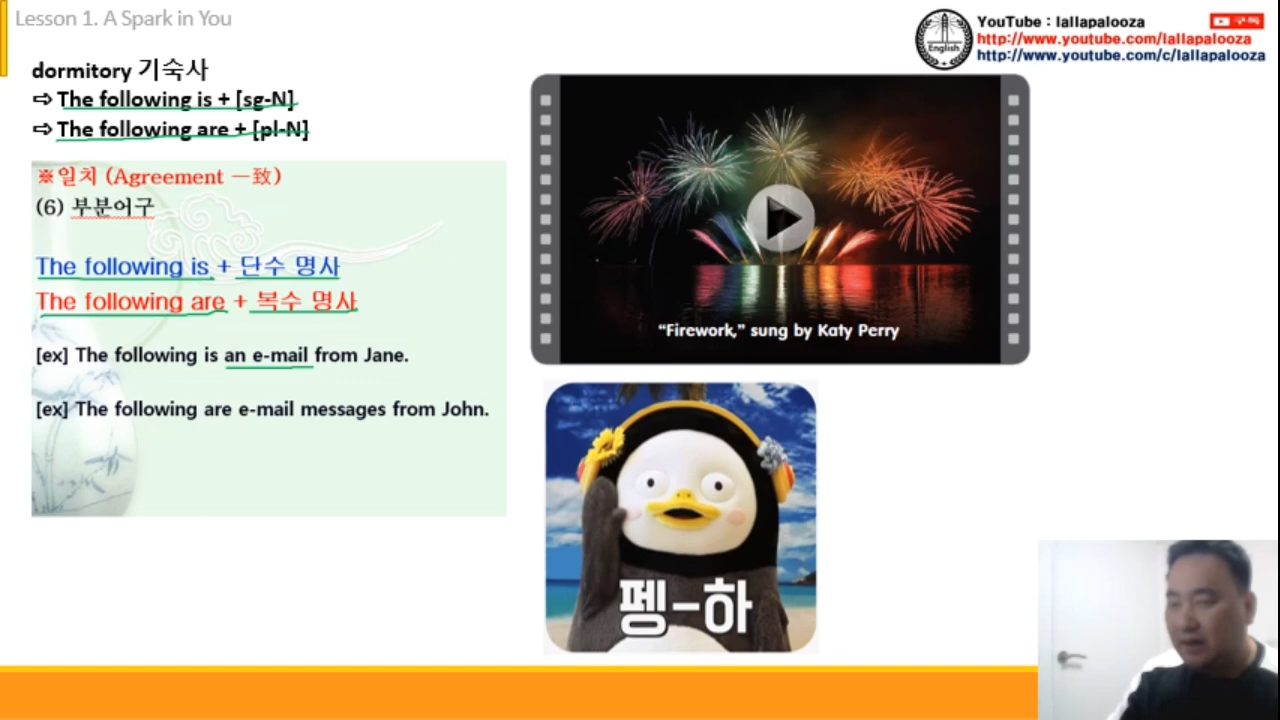 Lesson 1. A Spark in You
YouTube : lallapalooza
구독
http://www.youtube.com/lallapalooza
http://www.youtube.com/c/lallapalooza
English
dormitory 기숙사
⇨ The following is + [sg-N]
⇨ The following are + [pl-N]
※일치 (Agreement 一致)
(6) 부분어구
The following is + 단수 명사
The following are + 복수 명사
[ex] The following is an e-mail from Jane.
[ex] The following are e-mail messages from John.
“Firework,” sung by Katy Perry
펭-하